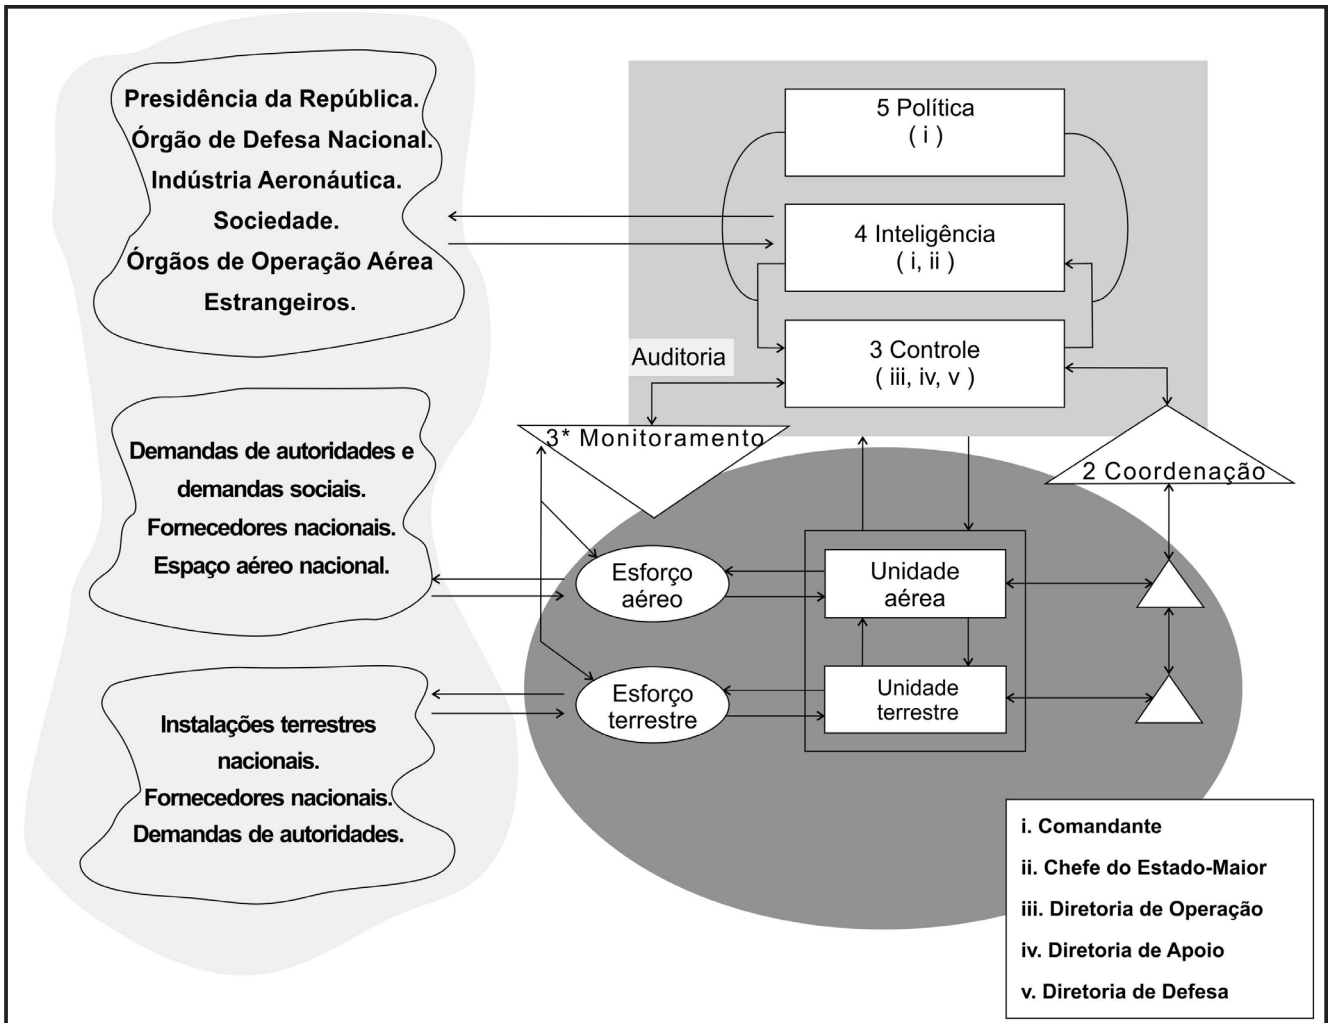 Presidência da República.
Órgão de Defesa Nacional.
Indústria Aeronáutica.
Sociedade.
Órgãos de Operação Aérea
Estrangeiros.
Demandas de autoridades e
demandas sociais.
Fornecedores nacionais.
Espaço aéreo nacional.
Instalações terrestres
nacionais.
Fornecedores nacionais.
Demandas de autoridades.
5 Política
( i )
4 Inteligência
( i, ii )
3 Controle
( iii, iv, v )
Auditoria
3* Monitoramento
2 Coordenação
Esforço
aéreo
Unidade
aérea
Esforço
terrestre
Unidade
terrestre
i. Comandante
ii. Chefe do Estado-Maior
iii. Diretoria de Operação
iv. Diretoria de Apoio
v. Diretoria de Defesa